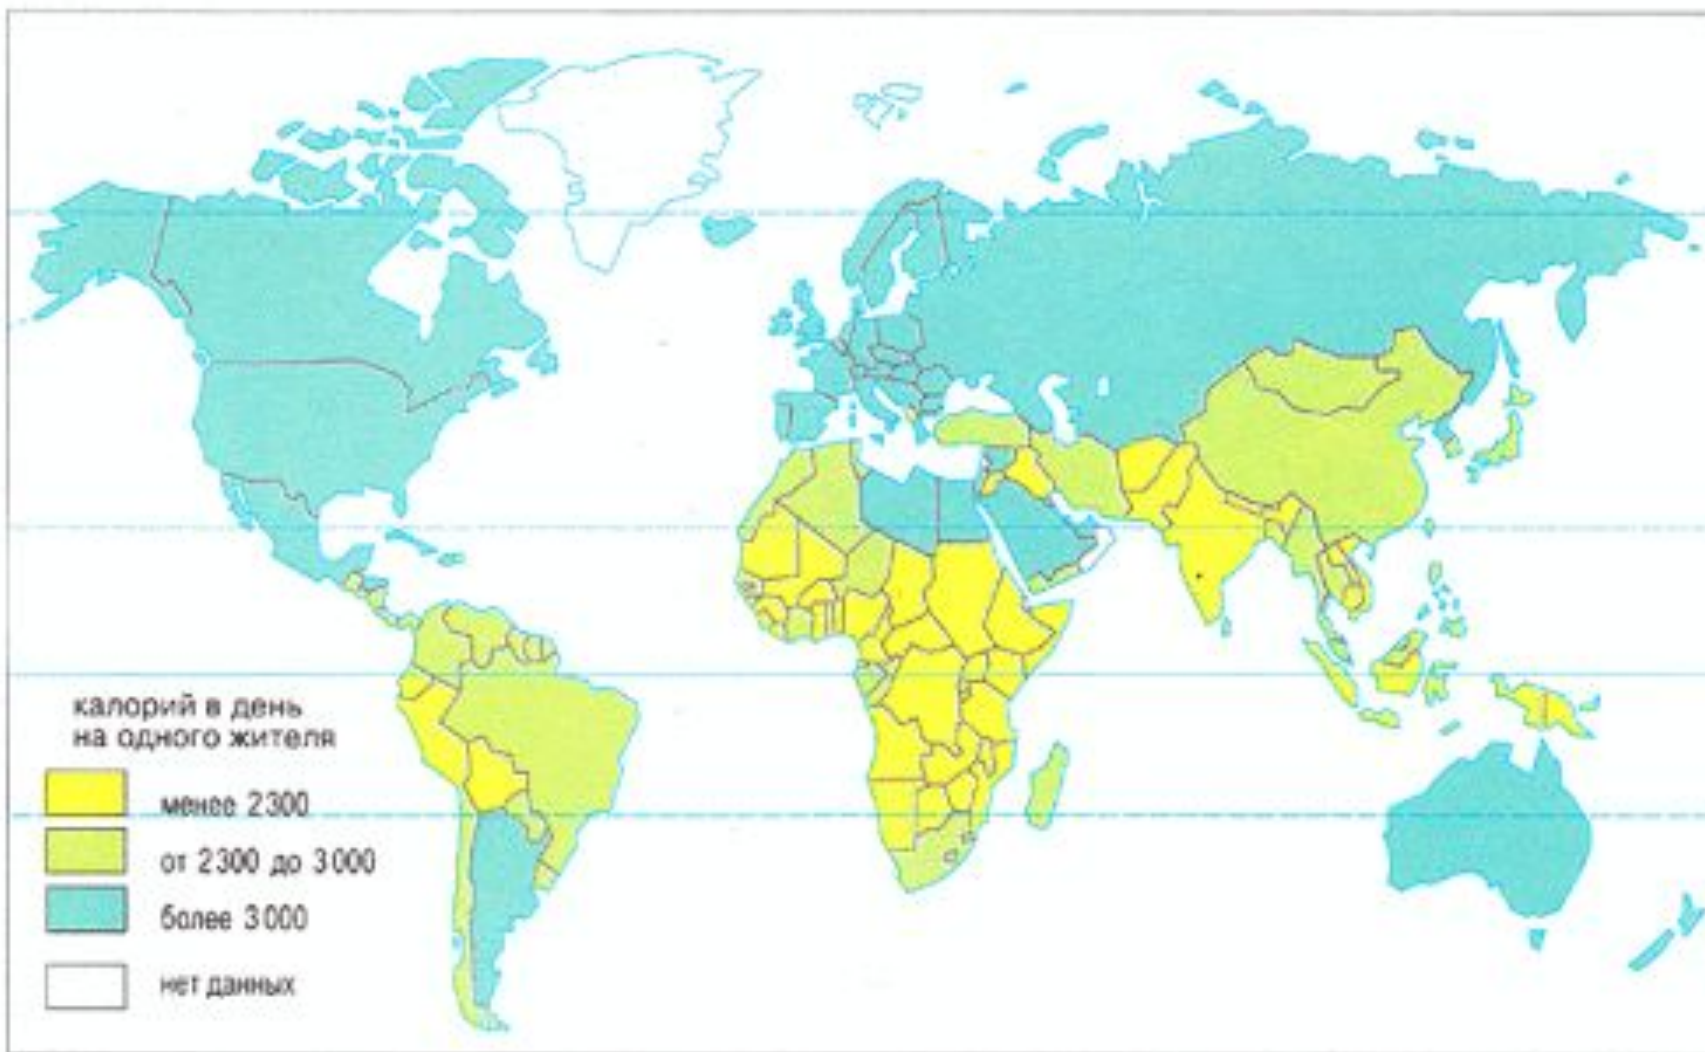 калорий в день
на одного жителя
менее 2300
от 2300 до 3000
более 3000
нет данных